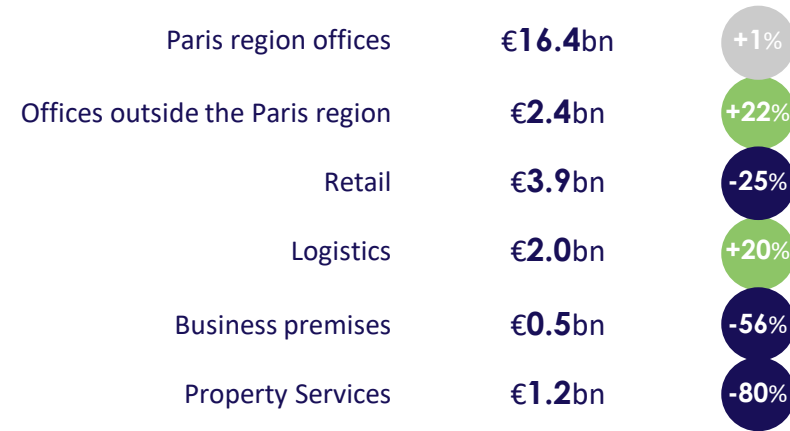 Paris region offices €16.4bn +1%
Offices outside the Paris region €2.4bn +22%
Retail €3.9bn -25%
Logistics €2.0bn +20%
Business premises €0.5bn -56%
Property Services €1.2bn -80%